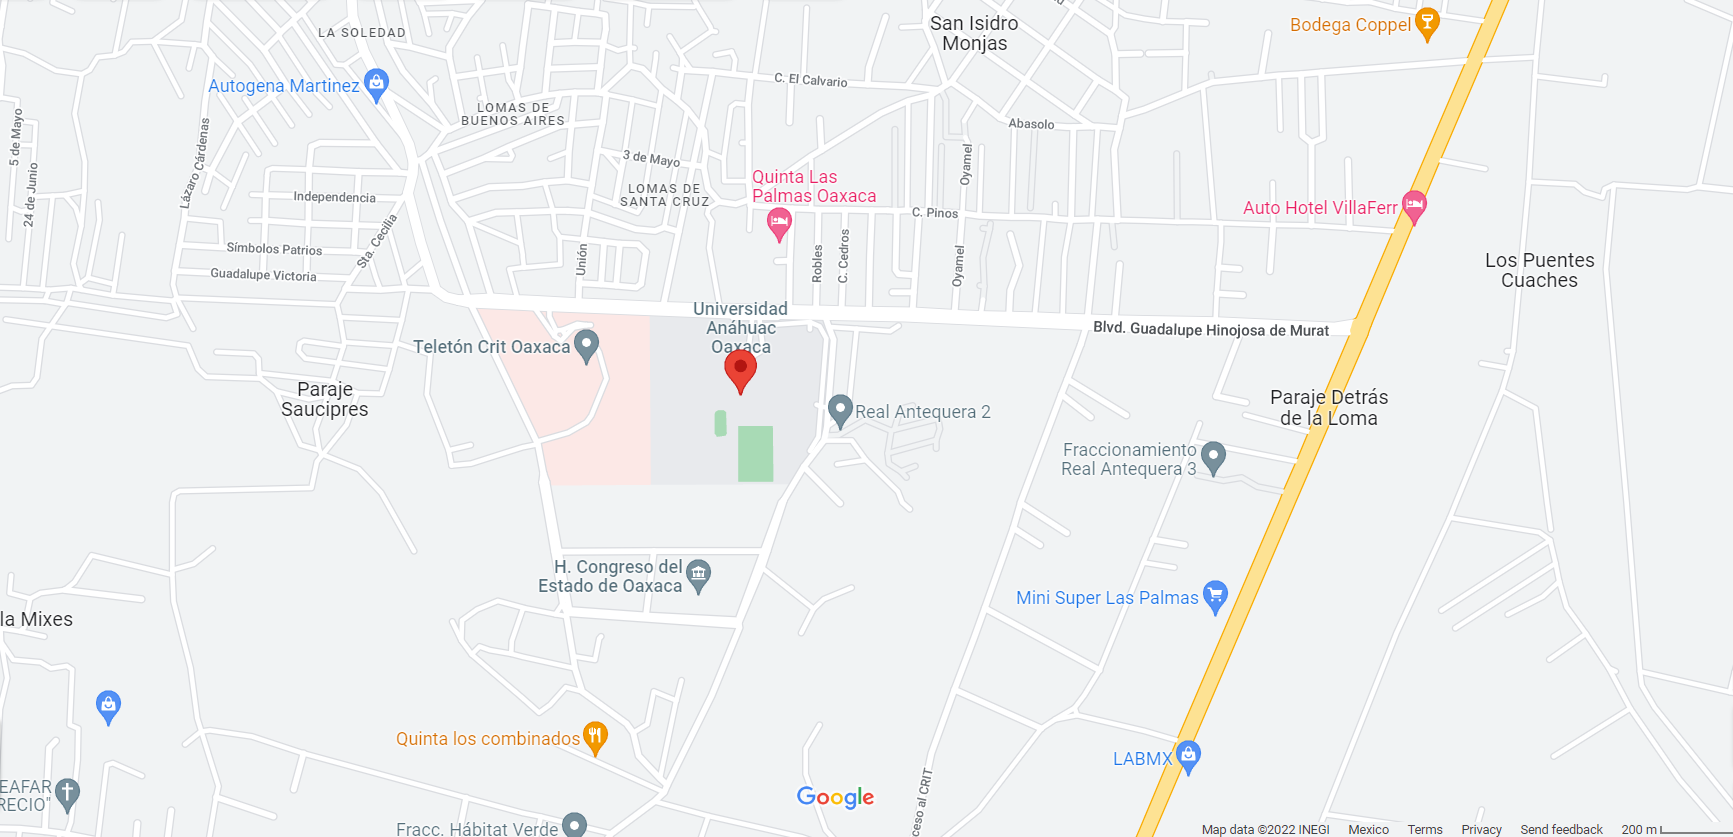 San Isidro
Monjas
Bodega Coppel
LA SOLEDAD
Autogena Martinez
C. El Calvario
LOMAS DE
BUENOS AIRES
Abasolo
5 de Mayo
Lázaro Cárdenas
3 de Mayo
Oyamel
24 de Junio
Quinta Las
Palmas Oaxaca
LOMAS DE
SANTA CRUZ
Independencia
C. Pinos
Auto Hotel VillaFerr
Sta. Cecilia
Símbolos Patrios
Guadalupe Victoria
Unión
Robles
C. Cedros
Oyamel
Los Puentes
Cuaches
Universidad
Anáhuac
Oaxaca
Blvd. Guadalupe Hinojosa de Murat
Teletón Crit Oaxaca
Paraje
Saucipres
Paraje Detrás
de la Loma
Real Antequera 2
Fraccionamiento
Real Antequera 3
H. Congreso del
Estado de Oaxaca
Mini Super Las Palmas
la Mixes
Quinta los combinados
LABMX
EAFAR
RECIO"
Google
ceso al CRIT
Fracc. Hábitat Verde
Map data ©2022 INEGI Mexico Terms Privacy Send feedback 200 m